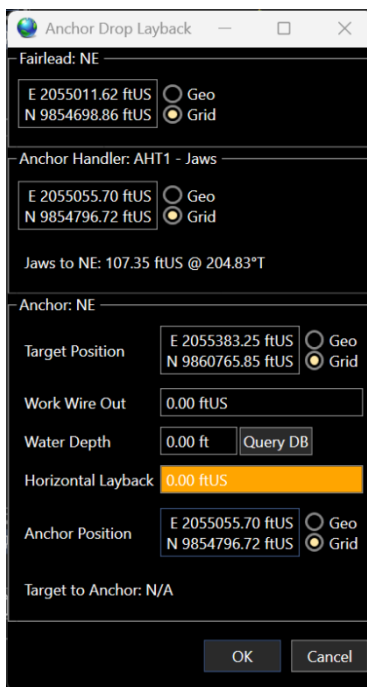 Anchor Drop Layback
Fairlead: NE
E 2055011.62 ftUS
N 9854698.86 ftUS
Geo
Grid
Anchor Handler: AHT1 - Jaws
E 2055055.70 ftUS
N 9854796.72 ftUS
Geo
Grid
Jaws to NE: 107.35 ftUS @ 204.83°T
Anchor: NE
Target Position
E 2055383.25 ftUS
N 9860765.85 ftUS
Geo
Grid
Work Wire Out 0.00 ftUS
Water Depth 0.00 ft Query DB
Horizontal Layback 0.00 ftUS
Anchor Position
E 2055055.70 ftUS
N 9854796.72 ftUS
Geo
Grid
Target to Anchor: N/A
OK Cancel